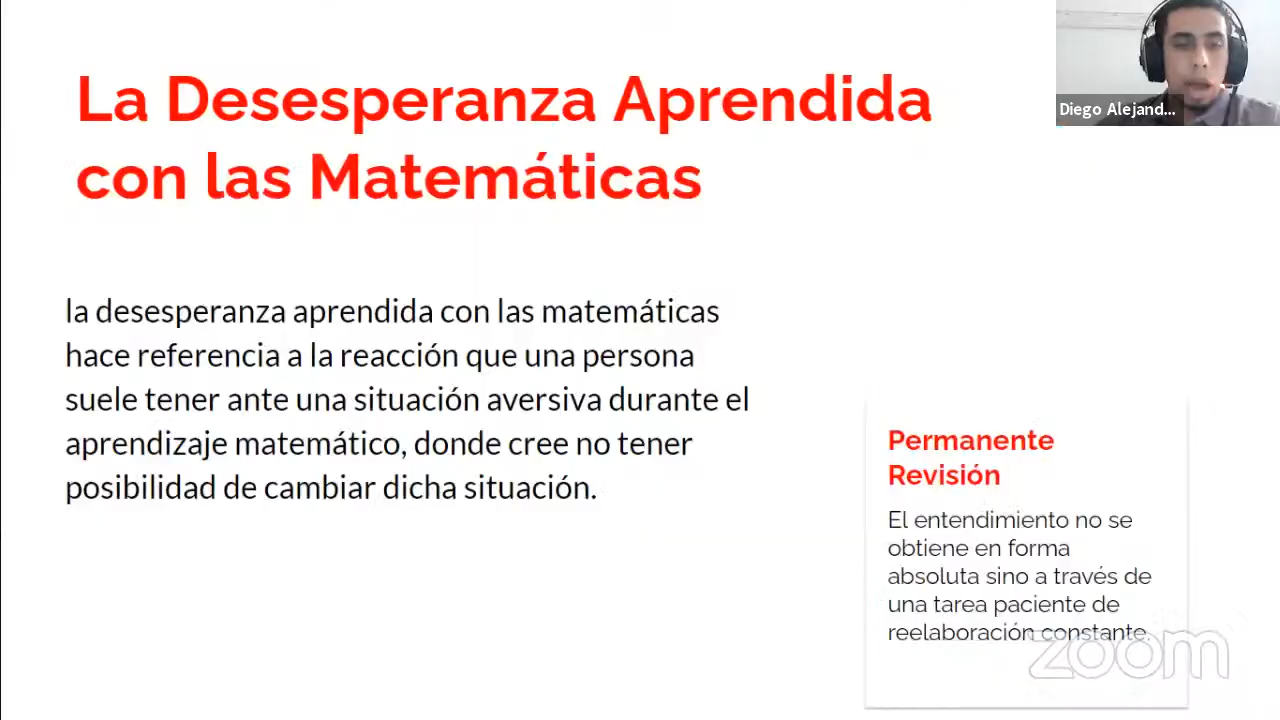 La Desesperanza Aprendida
con las Matemáticas
Diego Alejand...
la desesperanza aprendida con las matemáticas
hace referencia a la reacción que una persona
suele tener ante una situación aversiva durante el
aprendizaje matemático, donde cree no tener
posibilidad de cambiar dicha situación.
Permanente
Revisión
El entendimiento no se
obtiene en forma
absoluta sino a través de
una tarea paciente de
reelaboración constante.
zoom